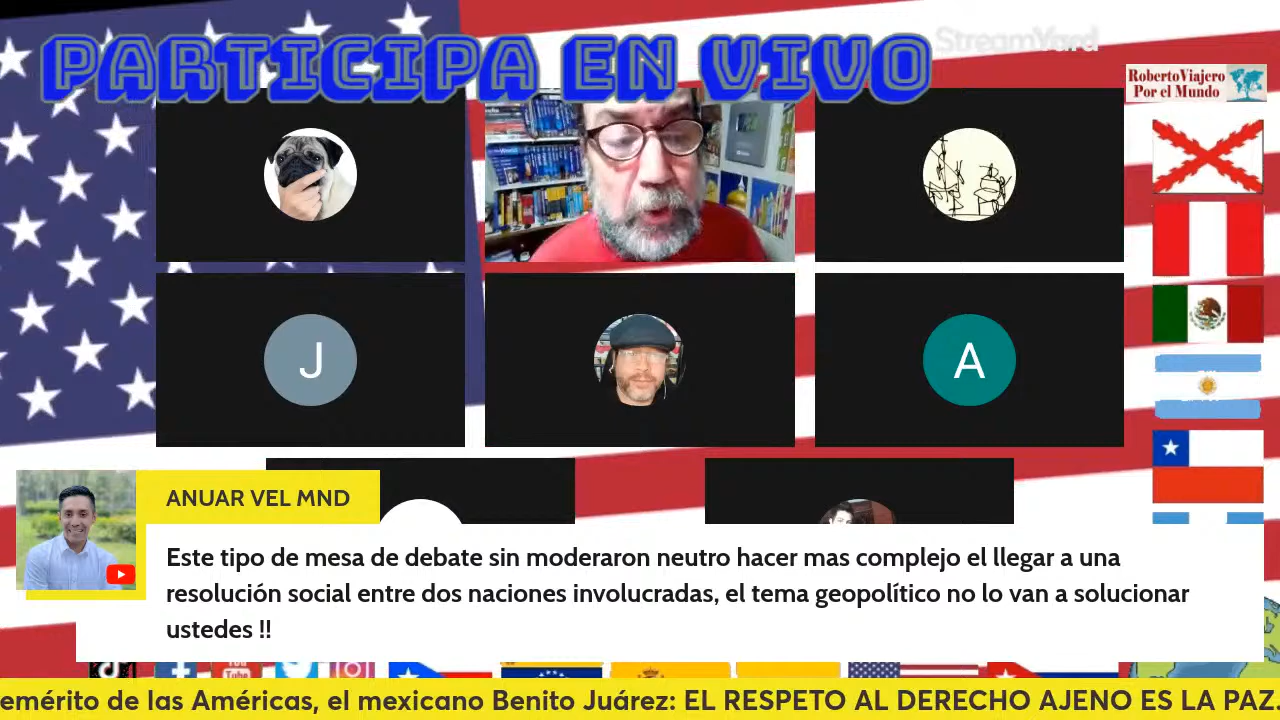 PARTICIPA EN VIVO
StreamYard
RobertoViajero
Por el Mundo
J
A
ANUAR VEL MND
Este tipo de mesa de debate sin moderaron neutro hacer mas complejo el llegar a una
resolución social entre dos naciones involucradas, el tema geopolítico no lo van a solucionar
ustedes !!
emérito de las Américas, el mexicano Benito Juárez: EL RESPETO AL DERECHO AJENO ES LA PAZ.